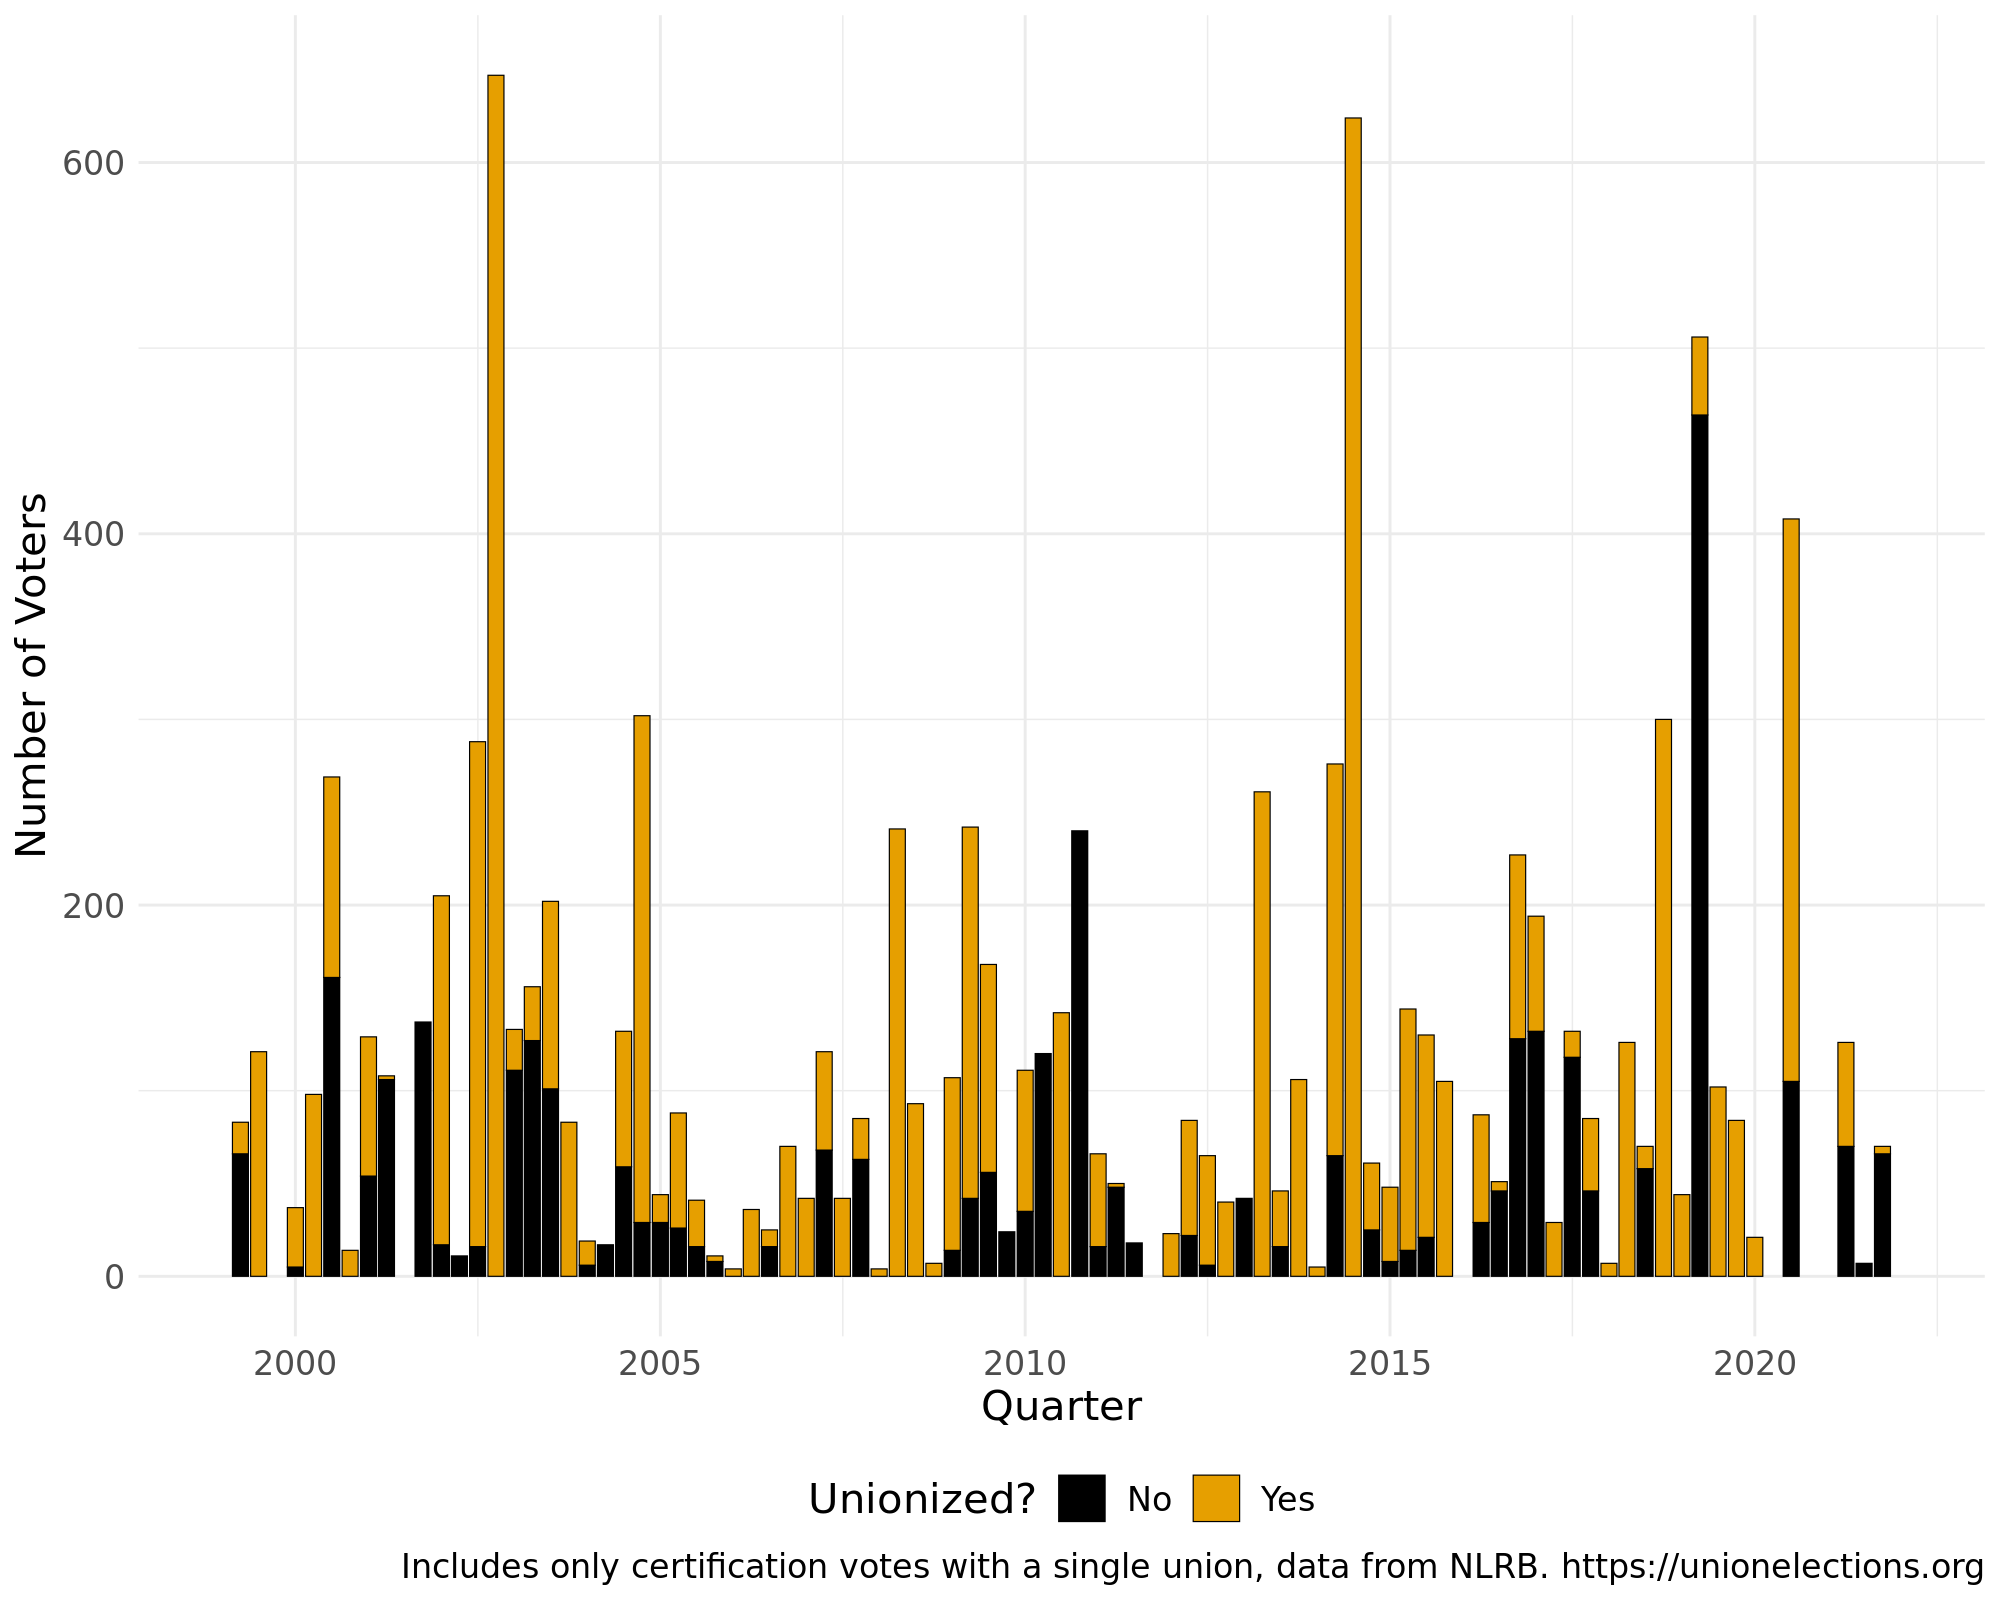 600
400
200
0
Number of Voters
2000 2005 2010 2015 2020
Quarter
Unionized? No Yes
Includes only certification votes with a single union, data from NLRB. https://unionelections.org